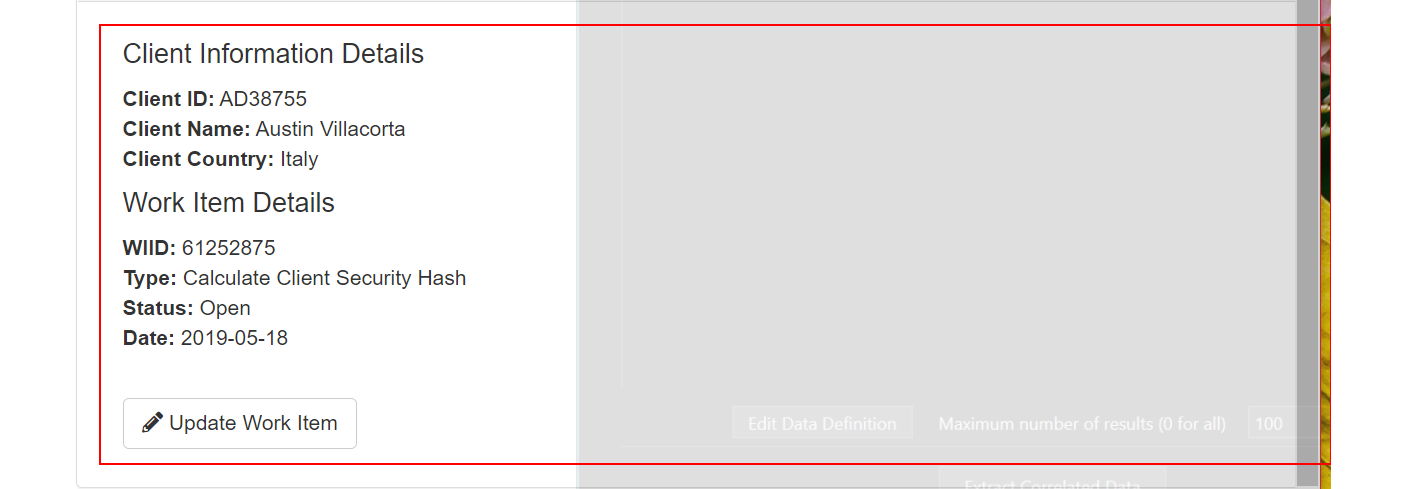 Client Information Details
Client ID: AD38755
Client Name: Austin Villacorta
Client Country: Italy
Work Item Details
WIID: 61252875
Type: Calculate Client Security Hash
Status: Open
Date: 2019-05-18
Update Work Item
Edit Data Definition Maximum number of results (0 for all) 100
Extract Correlated Data